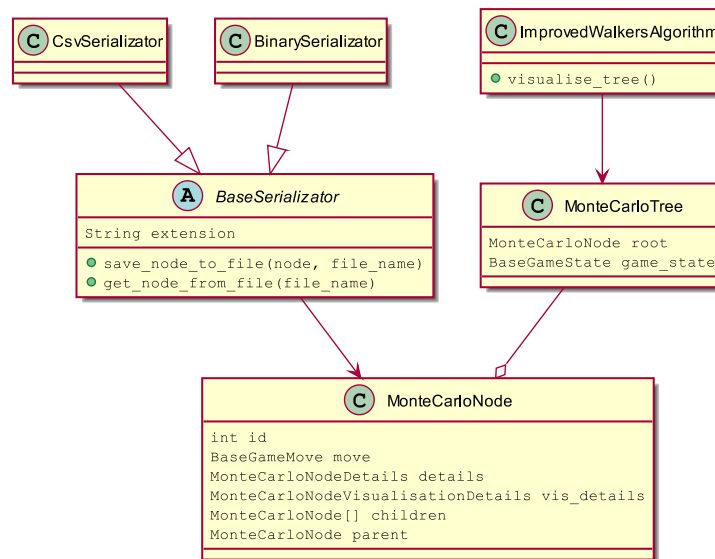 C CsvSerializator
C BinarySerializator
C ImprovedWalkersAlgorithm
visualise_tree()
A BaseSerializator
String extension
save_node_to_file(node, file_name)
get_node_from_file(file_name)
C MonteCarloTree
MonteCarloNode root
BaseGameState game_state
C MonteCarloNode
int id
BaseGameMove move
MonteCarloNodeDetails details
MonteCarloNodeVisualisationDetails vis_details
MonteCarloNode[] children
MonteCarloNode parent